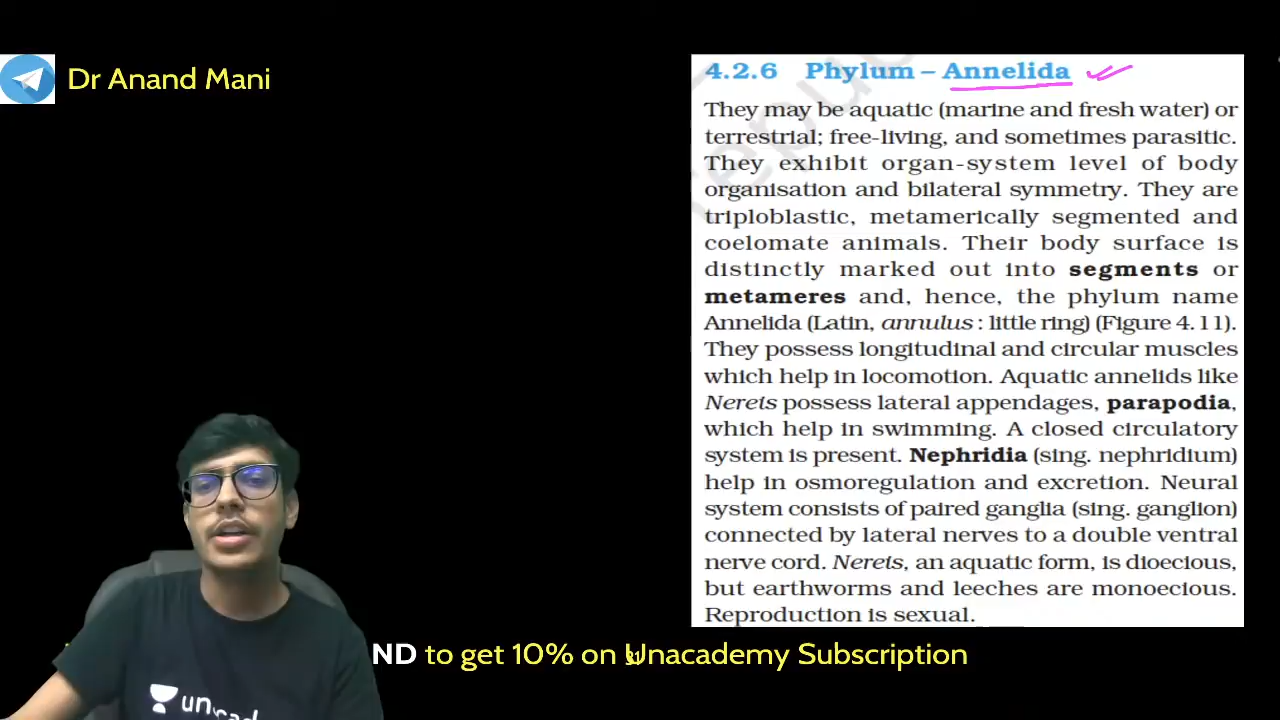 Dr Anand Mani
4.2.6 Phylum – Annelida
They may be aquatic (marine and fresh water) or
terrestrial; free-living, and sometimes parasitic.
They exhibit organ-system level of body
organisation and bilateral symmetry. They are
triploblastic, metamerically segmented and
coelomate animals. Their body surface is
distinctly marked out into segments or
metameres and, hence, the phylum name
Annelida (Latin, annulus : little ring) (Figure 4.11).
They possess longitudinal and circular muscles
which help in locomotion. Aquatic annelids like
Nereis possess lateral appendages, parapodia,
which help in swimming. A closed circulatory
system is present. Nephridia (sing. nephridium)
help in osmoregulation and excretion. Neural
system consists of paired ganglia (sing. ganglion)
connected by lateral nerves to a double ventral
nerve cord. Nereis, an aquatic form, is dioecious,
but earthworms and leeches are monoecious.
Reproduction is sexual.
ND to get 10% on Unacademy Subscription